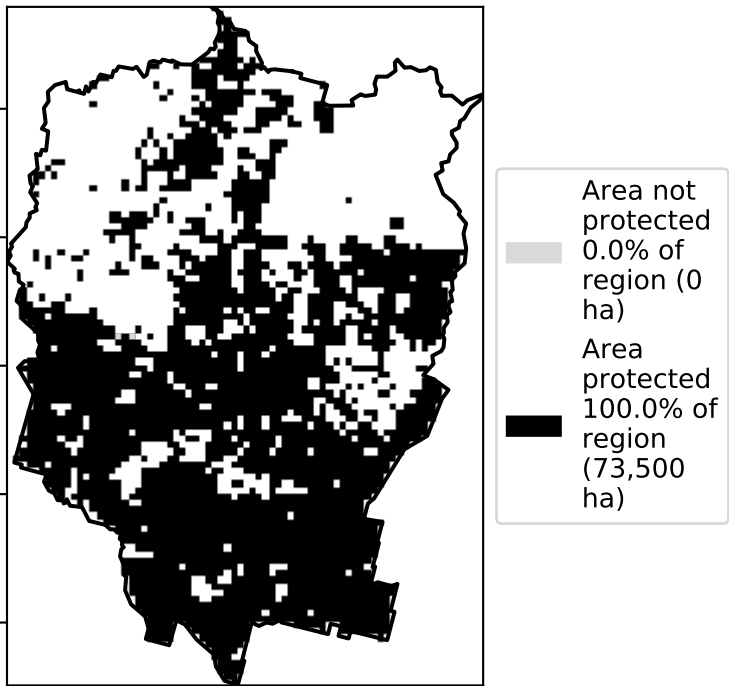 Area not
protected
0.0% of
region (0
ha)
Area
protected
100.0% of
region
(73,500
ha)